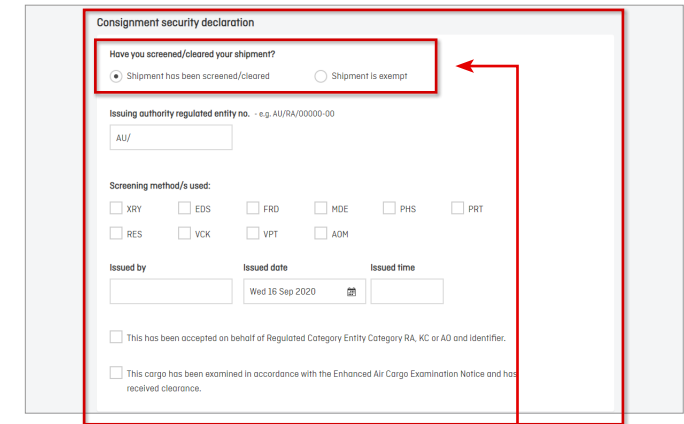 Consignment security declaration
Have you screened/cleared your shipment?
Shipment has been screened/cleared Shipment is exempt
Issuing authority regulated entity no. - e.g. AU/RA/00000-00
AU/
Screening method/s used:
XRY EDS FRD MDE PHS PRT
RES VCK VPT AOM
Issued by Issued date Issued time
Wed 16 Sep 2020
This has been accepted on behalf of Regulated Category Entity Category RA, KC or AO and identifier.
This cargo has been examined in accordance with the Enhanced Air Cargo Examination Notice and has
received clearance.